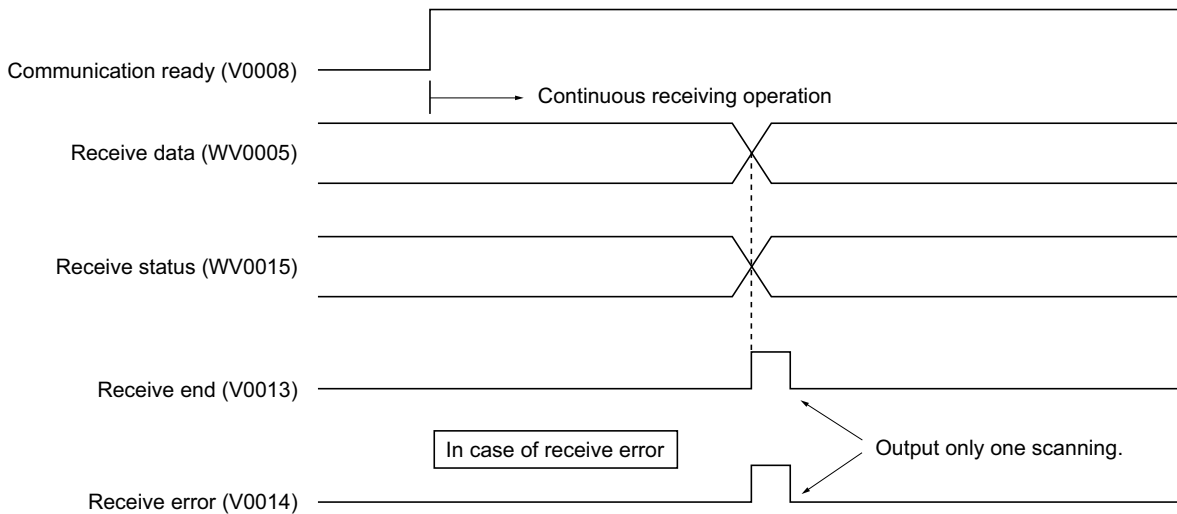 Communication ready (V0008)
Continuous receiving operation
Receive data (WV0005)
Receive status (WV0015)
Receive end (V0013)
In case of receive error
Output only one scanning.
Receive error (V0014)